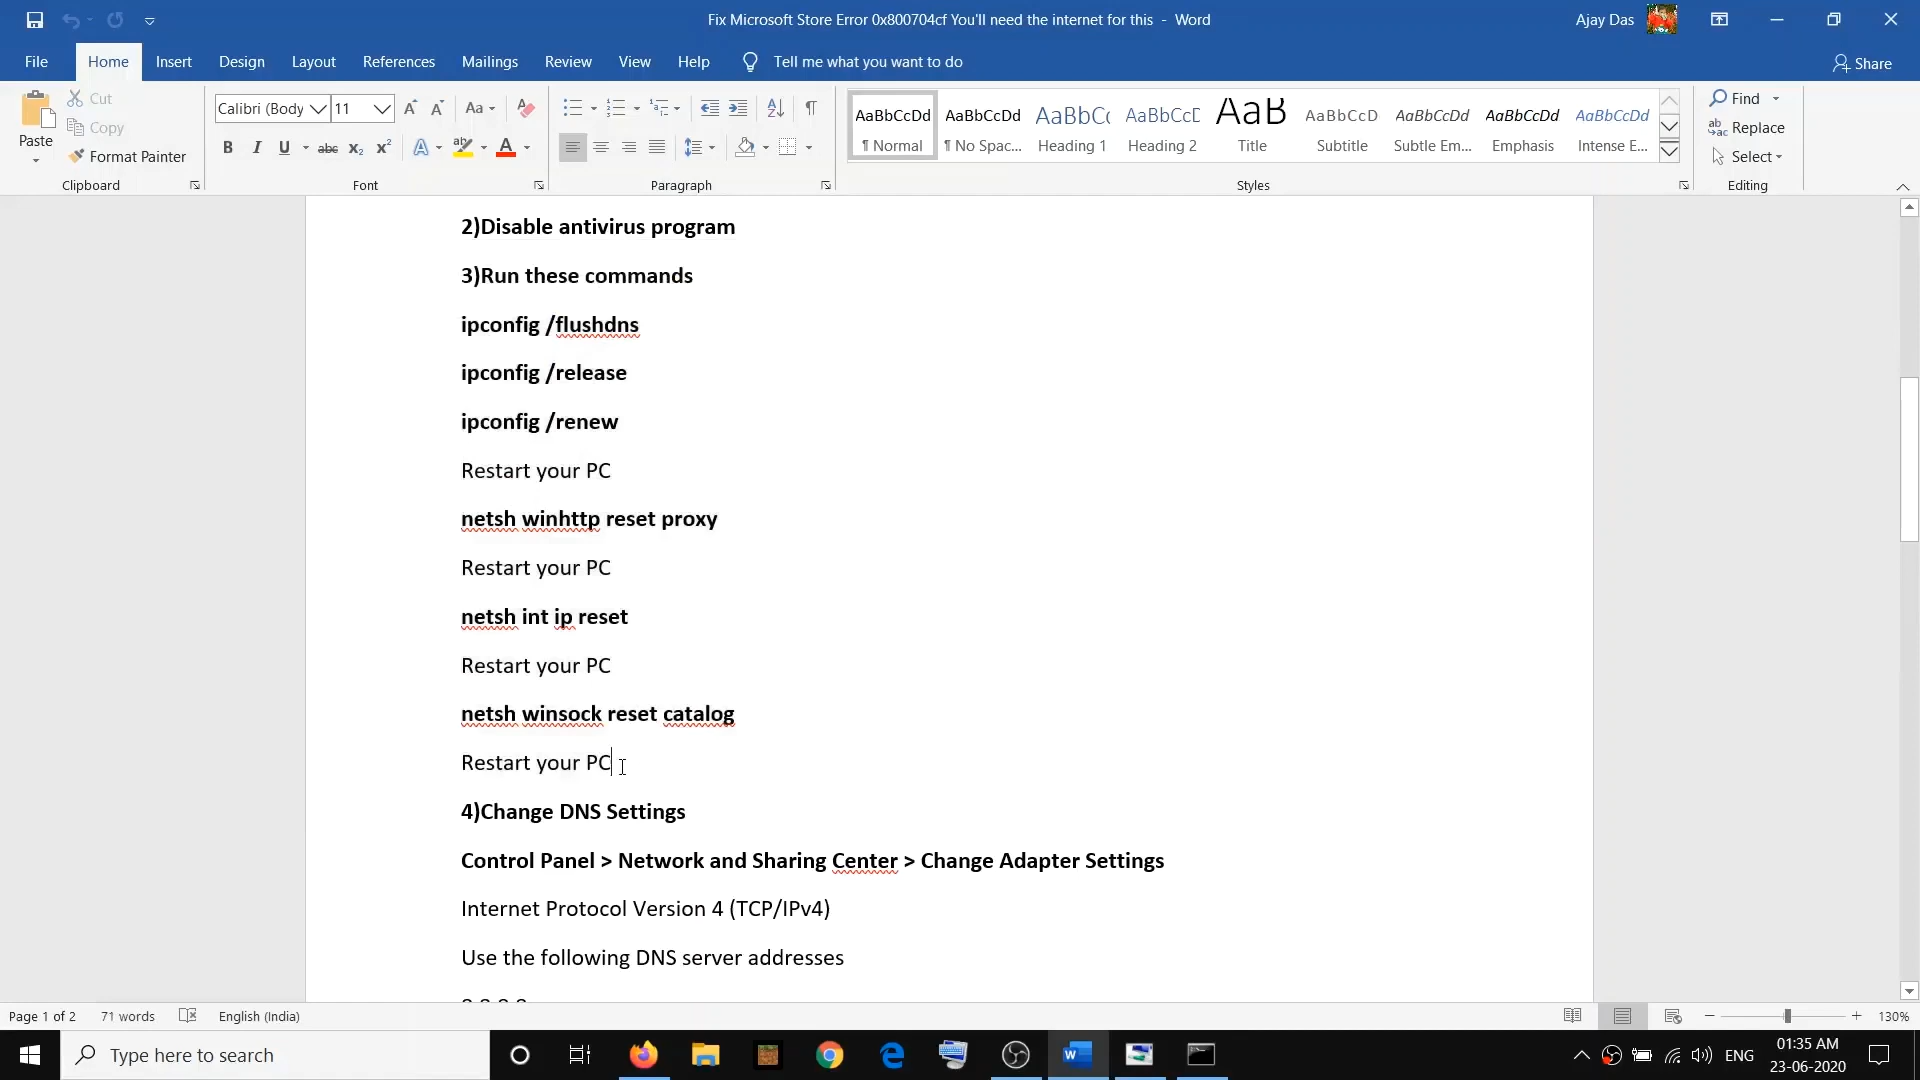 Fix Microsoft Store Error 0x800704cf You'll need the internet for this - Word
Ajay Das
File Home Insert Design Layout References Mailings Review View Help Tell me what you want to do Share
Paste
Cut
Copy
Format Painter
Clipboard
Calibri (Body 11
Font
Paragraph
AaBbCcDd AaBbCcDd AaBbC AaBbCcD AaB AaBbCcD AaBbCcDd AaBbCcDd AaBbCcDd
¶ Normal ¶ No Spac... Heading 1 Heading 2 Title Subtitle Subtle Em... Emphasis Intense E...
Styles
Find
Replace
Select
Editing
2)Disable antivirus program
3)Run these commands
ipconfig /flushdns
ipconfig /release
ipconfig /renew
Restart your PC
netsh winhttp reset proxy
Restart your PC
netsh int ip reset
Restart your PC
netsh winsock reset catalog
Restart your PC
4)Change DNS Settings
Control Panel > Network and Sharing Center > Change Adapter Settings
Internet Protocol Version 4 (TCP/IPv4)
Use the following DNS server addresses
Page 1 of 2 71 words English (India) 130%
Type here to search
ENG
01:35 AM
23-06-2020